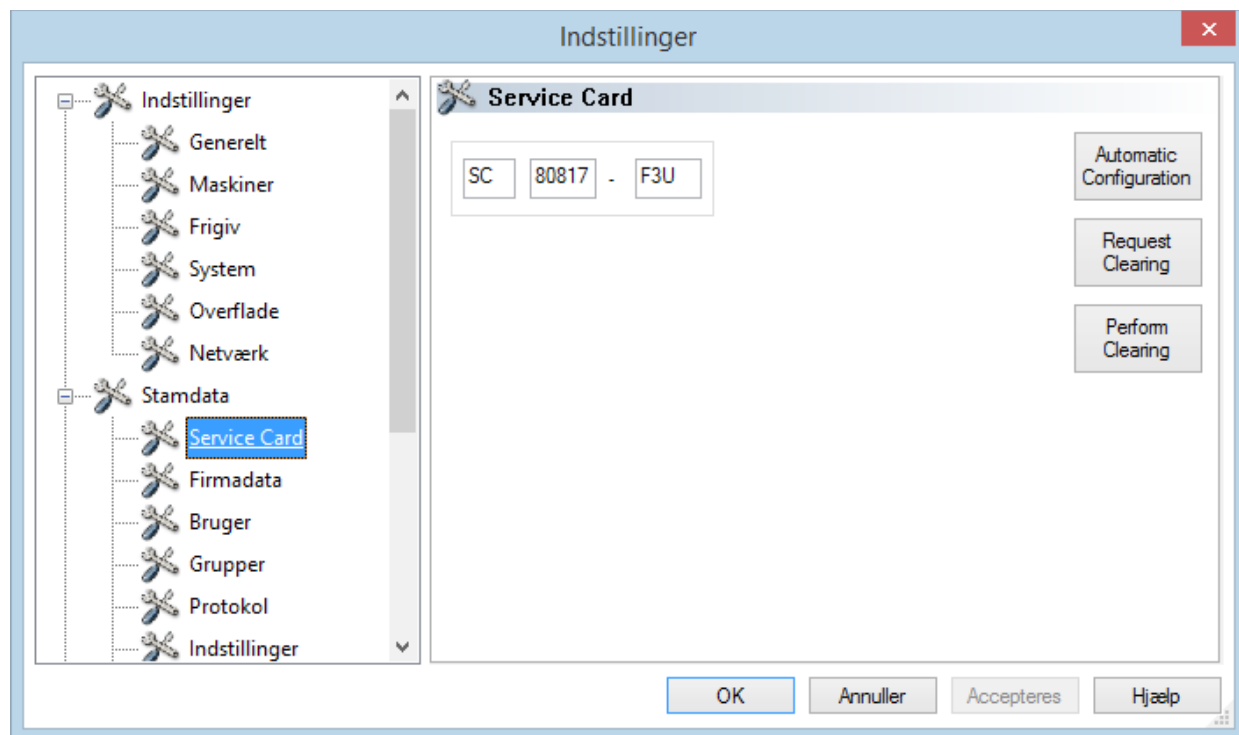 Indstillinger
Indstillinger
Generelt
Maskiner
Frigiv
System
Overflade
Netværk
Stamdata
Service Card
Firmadata
Bruger
Grupper
Protokol
Indstillinger
Service Card
SC 80817 - F3U
Automatic
Configuration
Request
Clearing
Perform
Clearing
OK Annuller Accepteres Hjælp